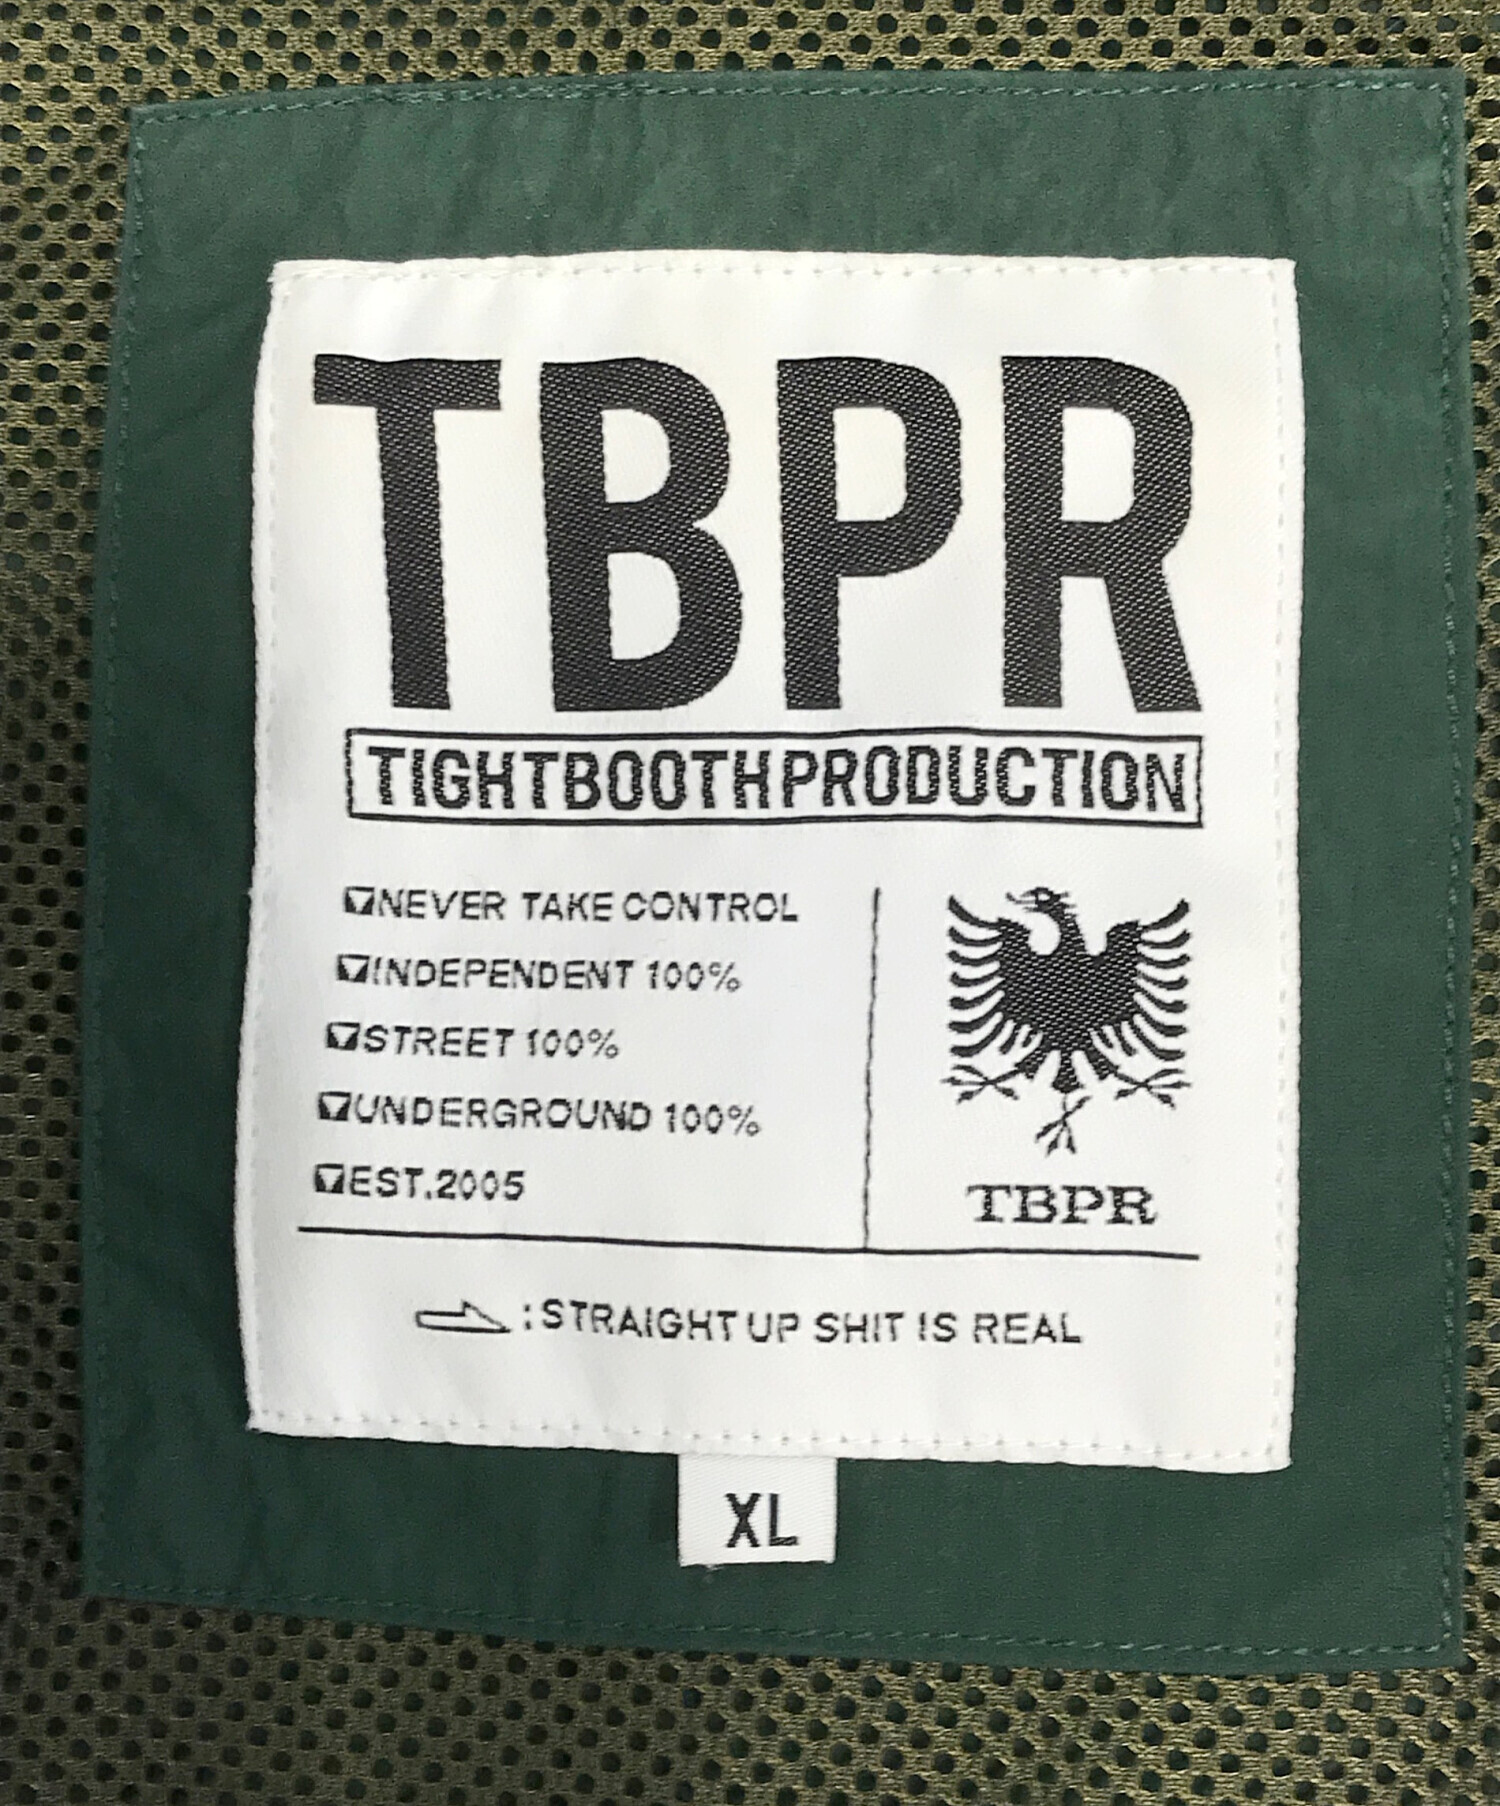 TBPR
TIGHTBOOTHPRODUCTION
NEVER TAKE CONTROL
INDEPENDENT 100%
STREET 100%
UNDERGROUND 100%
EST.2005
TBPR
:STRAIGHT UP SHIT IS REAL
XL